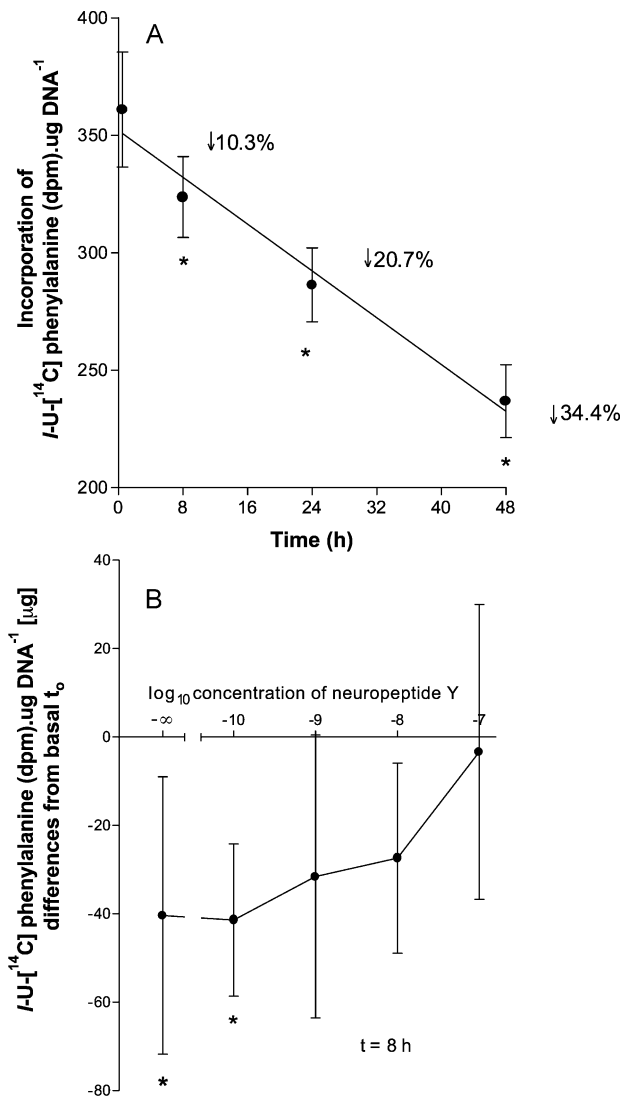 A
400
350
300
250
200
Incorporation of
l-U-[14C] phenylalanine (dpm).ug DNA-1
↓10.3%
↓20.7%
↓34.4%
*
*
*
0 8 16 24 32 40 48
Time (h)
B
40
20
0
-20
-40
-60
-80
l-U-[14C] phenylalanine (dpm).ug DNA-1 [µg]
differences from basal to
log10 concentration of neuropeptide Y
-∞ -10 -9 -8 -7
*
*
t = 8 h